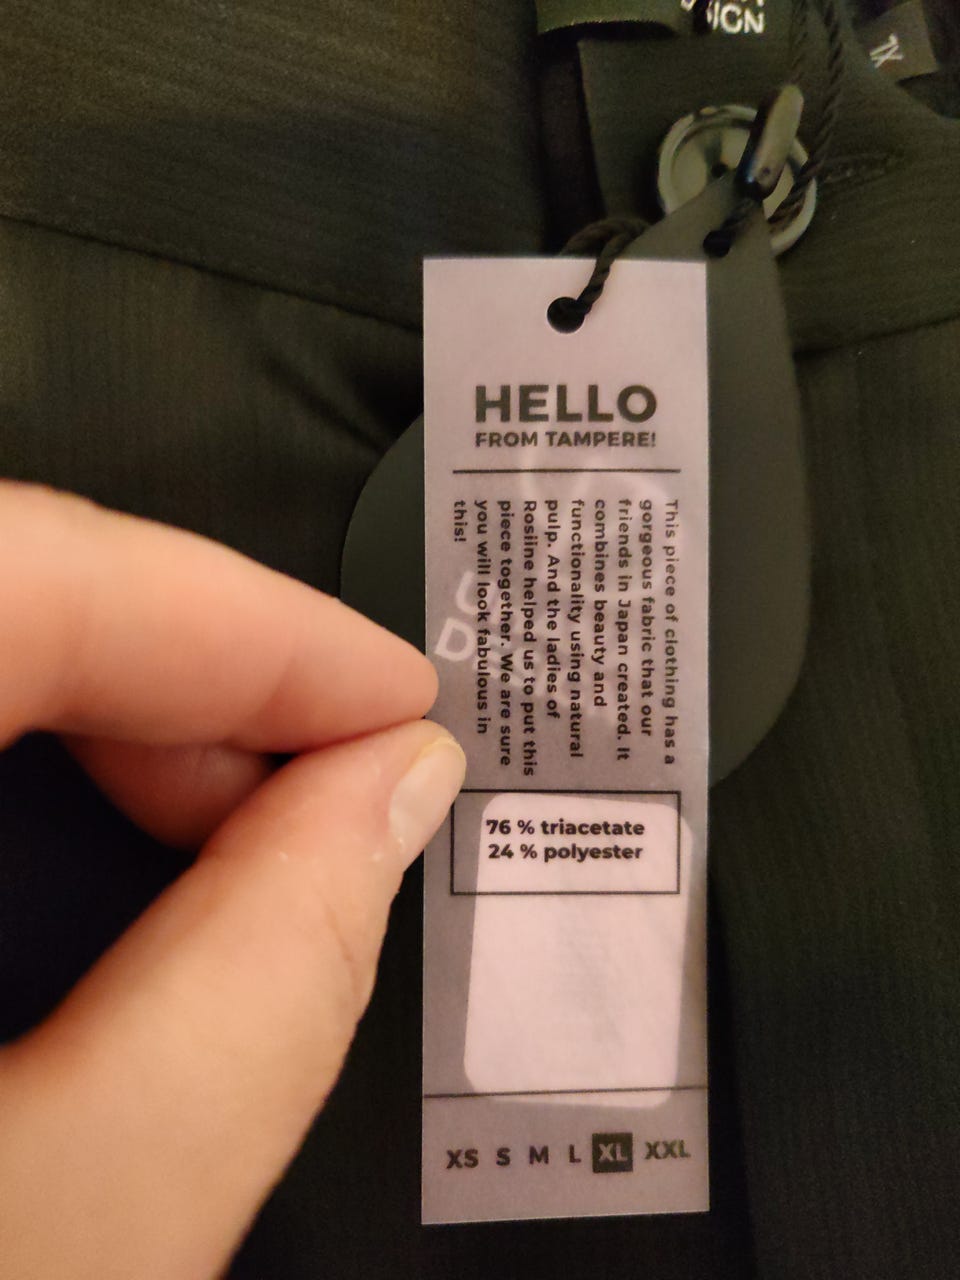 XL
HELLO
FROM TAMPERE!
This piece of clothing has a
gorgeous fabric that our
friends in Japan created. It
combines beauty and
functionality using natural
pulp. And the ladies of
Rosiine helped us to put this
piece together. We are sure
you will look fabulous in
this!
76 % triacetate
24 % polyester
XS S M L XL XXL